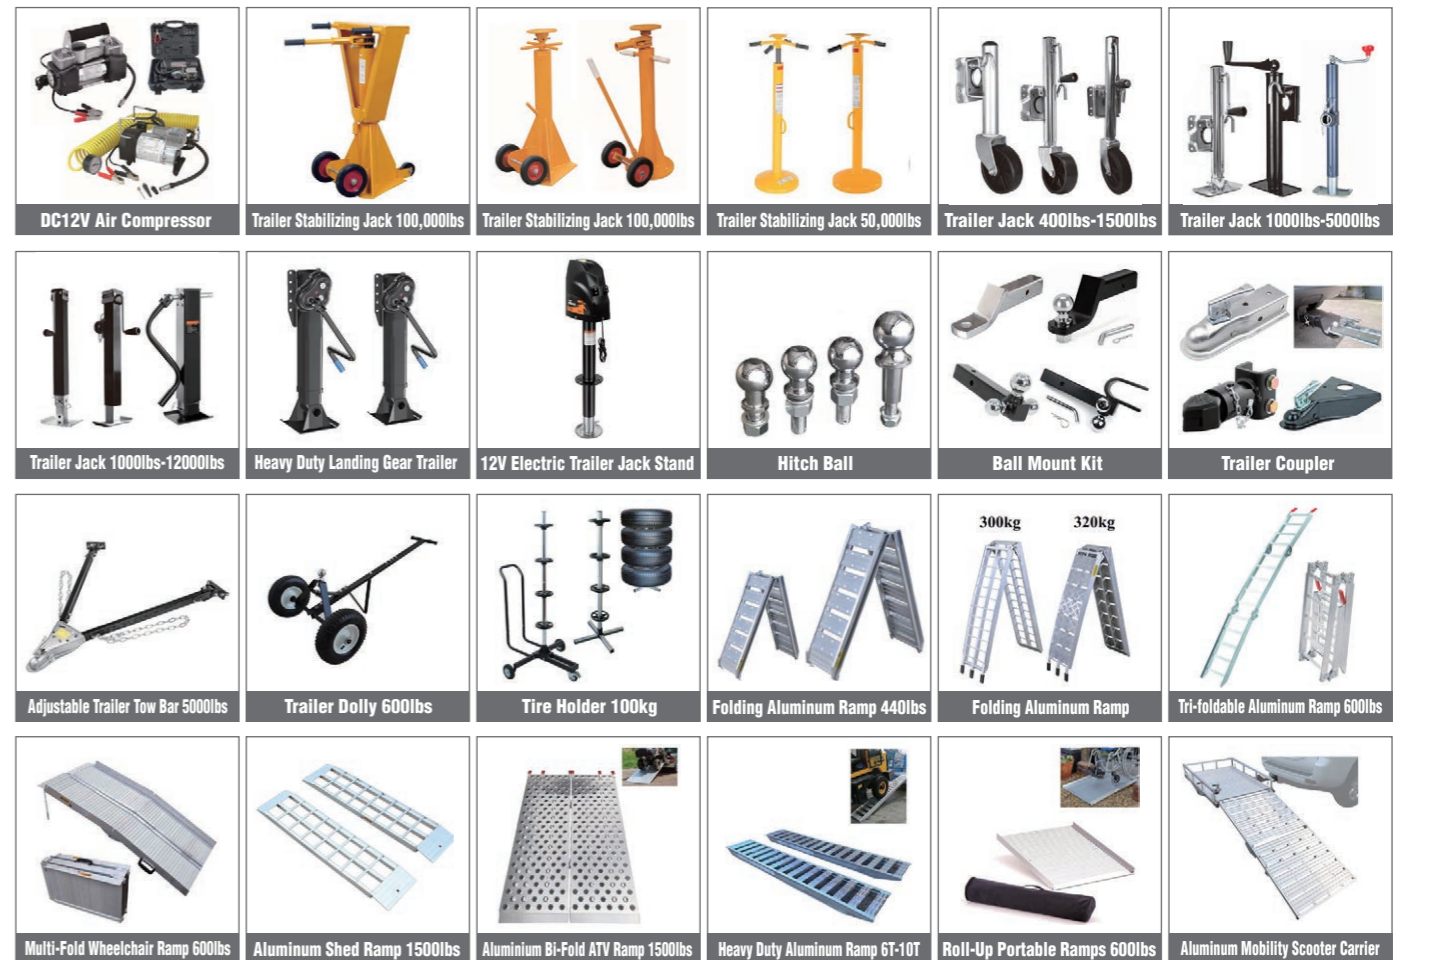 DC12V Air Compressor
Trailer Stabilizing Jack 100,000lbs
Trailer Stabilizing Jack 100,000lbs
Trailer Stabilizing Jack 50,000lbs
Trailer Jack 400lbs-1500lbs
Trailer Jack 1000lbs-5000lbs
Trailer Jack 1000lbs-12000lbs
Heavy Duty Landing Gear Trailer
12V Electric Trailer Jack Stand
Hitch Ball
Ball Mount Kit
Trailer Coupler
300kg
320kg
Adjustable Trailer Tow Bar 5000lbs
Trailer Dolly 600lbs
Tire Holder 100kg
Folding Aluminum Ramp 440lbs
Folding Aluminum Ramp
Tri-foldable Aluminum Ramp 600lbs
Multi-Fold Wheelchair Ramp 600lbs
Aluminum Shed Ramp 1500lbs
Aluminium Bi-Fold ATV Ramp 1500lbs
Heavy Duty Aluminum Ramp 6T-10T
Roll-Up Portable Ramps 600lbs
Aluminum Mobility Scooter Carrier